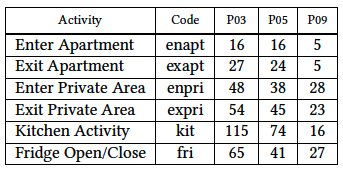 Activity Code P03 P05 P09
Enter Apartment enapt 16 16 5
Exit Apartment exapt 27 24 5
Enter Private Area enpri 48 38 28
Exit Private Area expri 54 45 23
Kitchen Activity kit 115 74 16
Fridge Open/Close fri 65 41 27